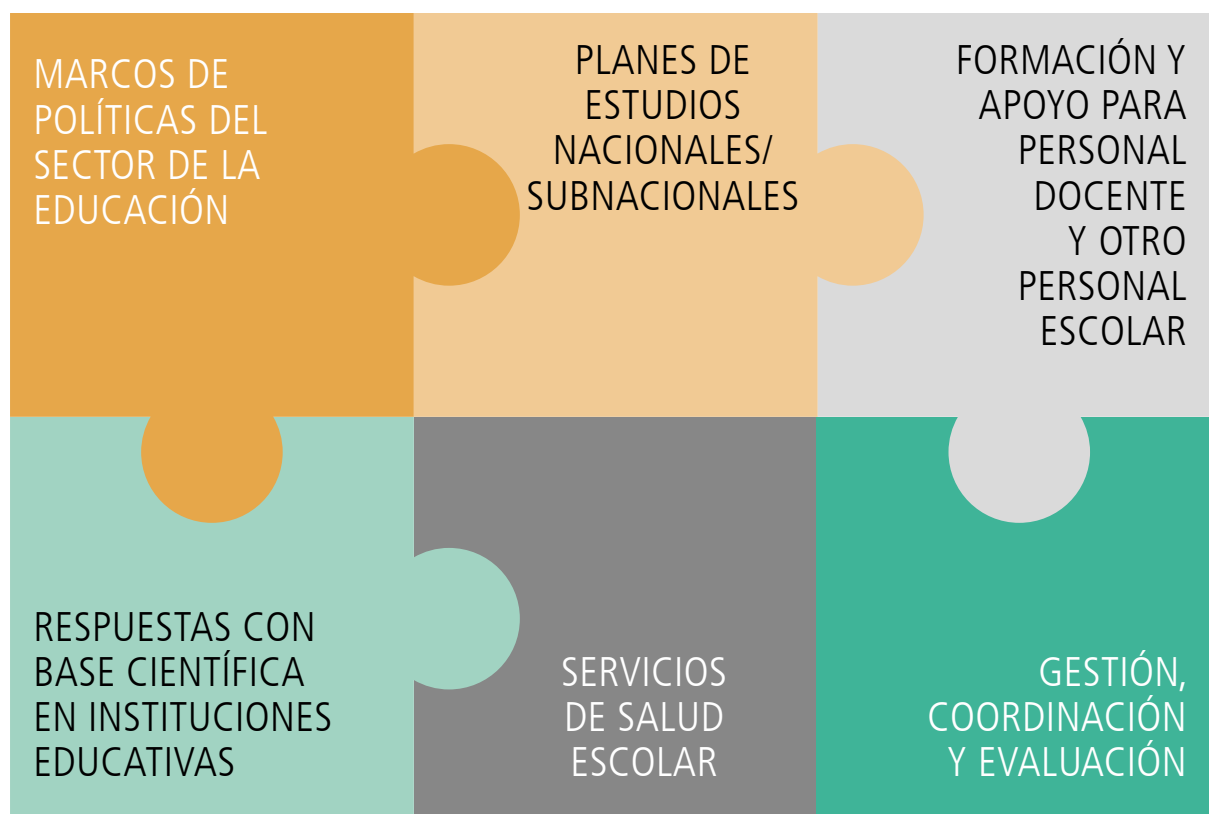 MARCOS DE
POLÍTICAS DEL
SECTOR DE LA
EDUCACIÓN
PLANES DE
ESTUDIOS
NACIONALES/
SUBNACIONALES
FORMACIÓN Y
APOYO PARA
PERSONAL
DOCENTE
Y OTRO
PERSONAL
ESCOLAR
RESPUESTAS CON
BASE CIENTÍFICA
EN INSTITUCIONES
EDUCATIVAS
SERVICIOS
DE SALUD
ESCOLAR
GESTIÓN,
COORDINACIÓN
Y EVALUACIÓN